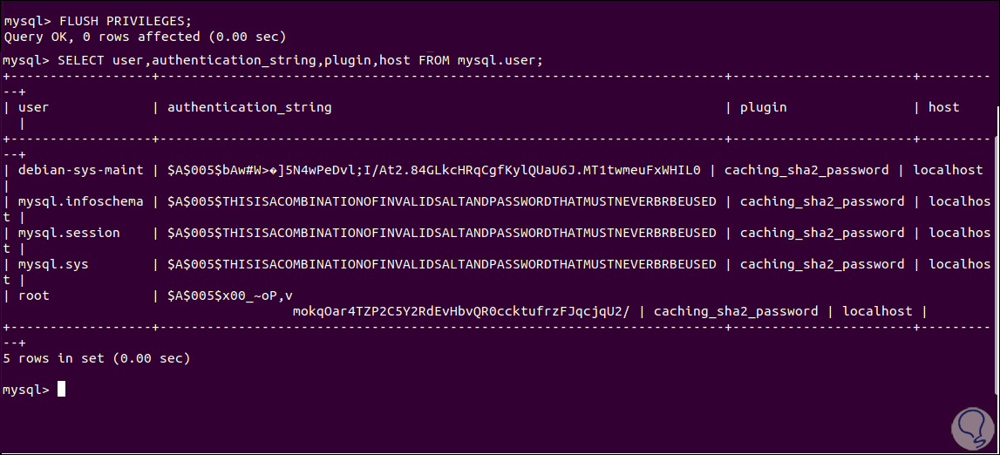 mysql> FLUSH PRIVILEGES;
Query OK, 0 rows affected (0.00 sec)
mysql> SELECT user,authentication_string,plugin,host FROM mysql.user;
+------------------+------------------------------------------------------------------------+-----------------------+---------
--+
| user             | authentication_string                                                  | plugin                | host
  |
+------------------+------------------------------------------------------------------------+-----------------------+---------
--+
| debian-sys-maint | $A$005$bAw#W>�]5N4wPeDvl;I/At2.84GLkcHRqCgfKylQUaU6J.MT1twmeuFxWHIL0 | caching_sha2_password | localhost
|
| mysql.infoschema | $A$005$THISISACOMBINATIONOFINVALIDSALTANDPASSWORDTHATMUSTNEVERBRBEUSED | caching_sha2_password | localhos
t |
| mysql.session    | $A$005$THISISACOMBINATIONOFINVALIDSALTANDPASSWORDTHATMUSTNEVERBRBEUSED | caching_sha2_password | localhos
t |
| mysql.sys        | $A$005$THISISACOMBINATIONOFINVALIDSALTANDPASSWORDTHATMUSTNEVERBRBEUSED | caching_sha2_password | localhos
t |
| root             | $A$005$x00_~oP,v
                                     mokqOar4TZP2C5Y2RdEvHbvQR0ccktufrzFJqcjqU2/ | caching_sha2_password | localhost |
+------------------+------------------------------------------------------------------------+-----------------------+---------
--+
5 rows in set (0.00 sec)
mysql>